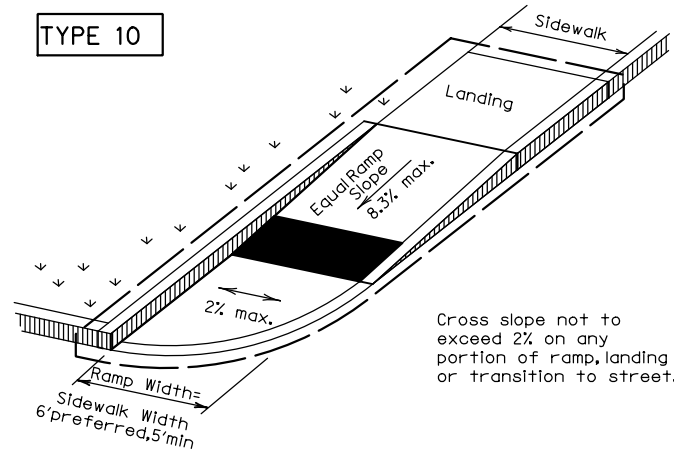 TYPE 10
Sidewalk
Landing
Equal Ramp
Slope
8.3% max.
2% max.
Cross slope not to
exceed 2% on any
portion of ramp, landing
or transition to street.
Ramp Width=
Sidewalk Width
6'preferred, 5'min